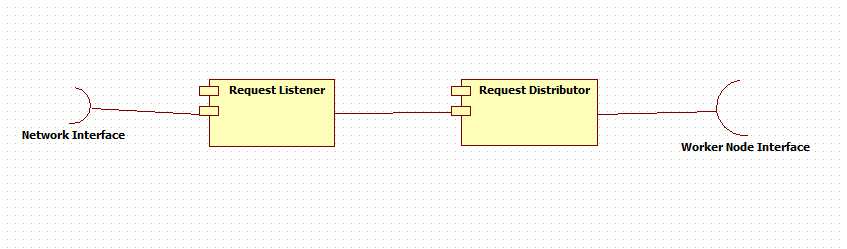 Request Listener
Request Distributor
Network Interface
Worker Node Interface